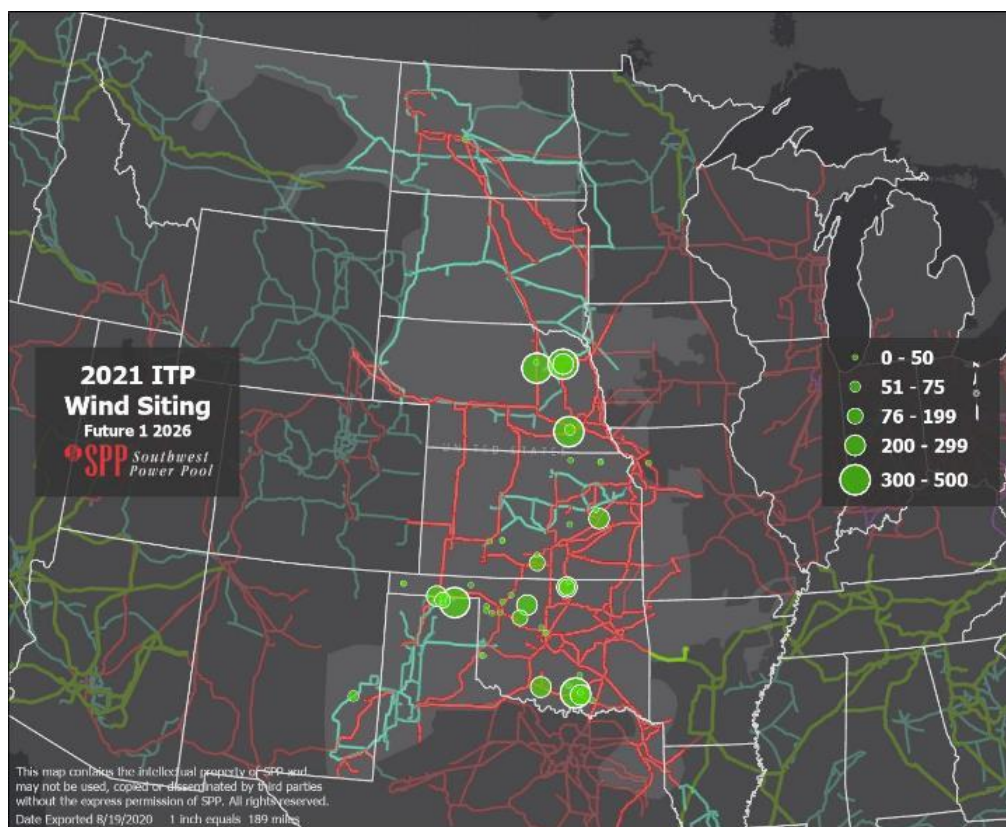 2021 ITP
Wind Siting
Future 1 2026
SPP Southwest
Power Pool
UNITED STATES
0 - 50
51 - 75
76 - 199
200 - 299
300 - 500
N
This map contains the intellectual property of SPP and
may not be used, copied or disseminated by third parties
without the express permission of SPP. All rights reserved.
Date Exported 8/19/2020 1 inch equals 189 miles